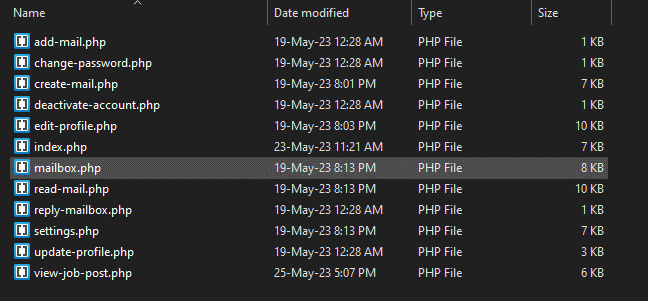 Name Date modified Type Size
add-mail.php 19-May-23 12:28 AM PHP File 1 KB
change-password.php 19-May-23 12:28 AM PHP File 1 KB
create-mail.php 19-May-23 8:01 PM PHP File 7 KB
deactivate-account.php 19-May-23 12:28 AM PHP File 1 KB
edit-profile.php 19-May-23 8:03 PM PHP File 10 KB
index.php 23-May-23 11:21 AM PHP File 7 KB
mailbox.php 19-May-23 8:13 PM PHP File 8 KB
read-mail.php 19-May-23 8:13 PM PHP File 10 KB
reply-mailbox.php 19-May-23 12:28 AM PHP File 1 KB
settings.php 19-May-23 8:13 PM PHP File 7 KB
update-profile.php 19-May-23 12:28 AM PHP File 3 KB
view-job-post.php 25-May-23 5:07 PM PHP File 6 KB